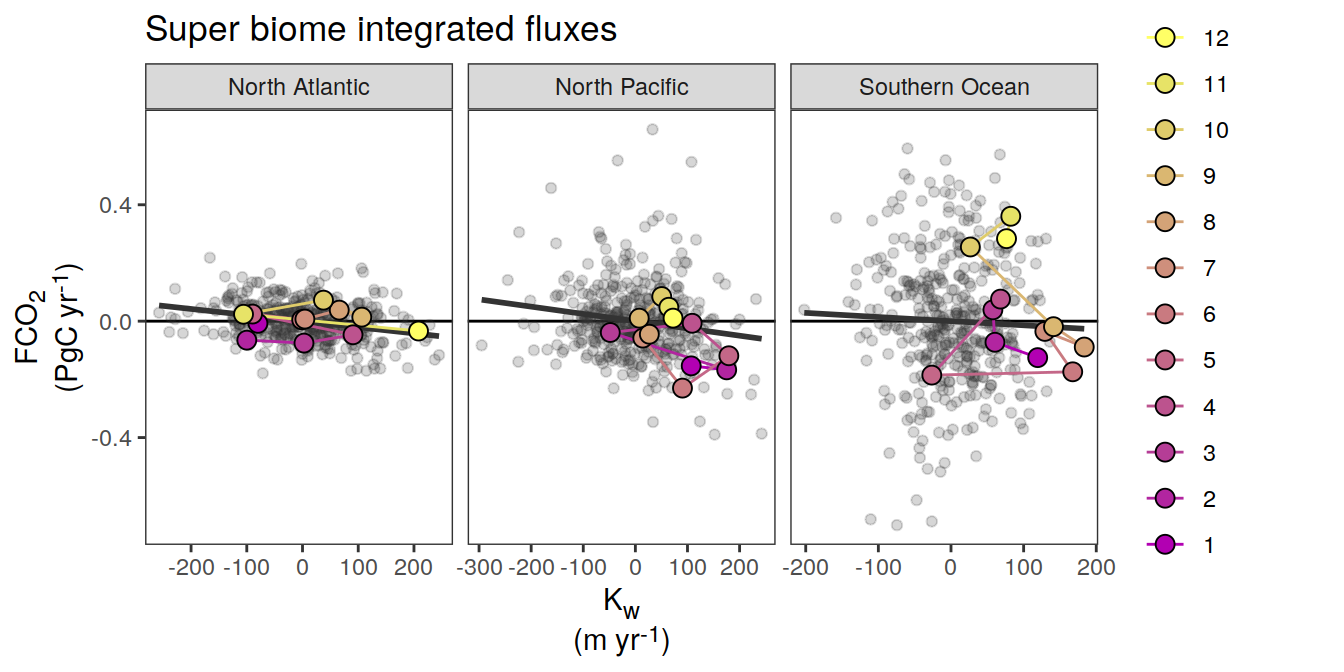 Super biome integrated fluxes
North Atlantic
North Pacific
Southern Ocean
FCO2
(PgC yr-1)
0.4
0.0
-0.4
-200 -100 0 100 200
-300 -200 -100 0 100 200
-200 -100 0 100 200
Kw
(m yr-1)
12
11
10
9
8
7
6
5
4
3
2
1